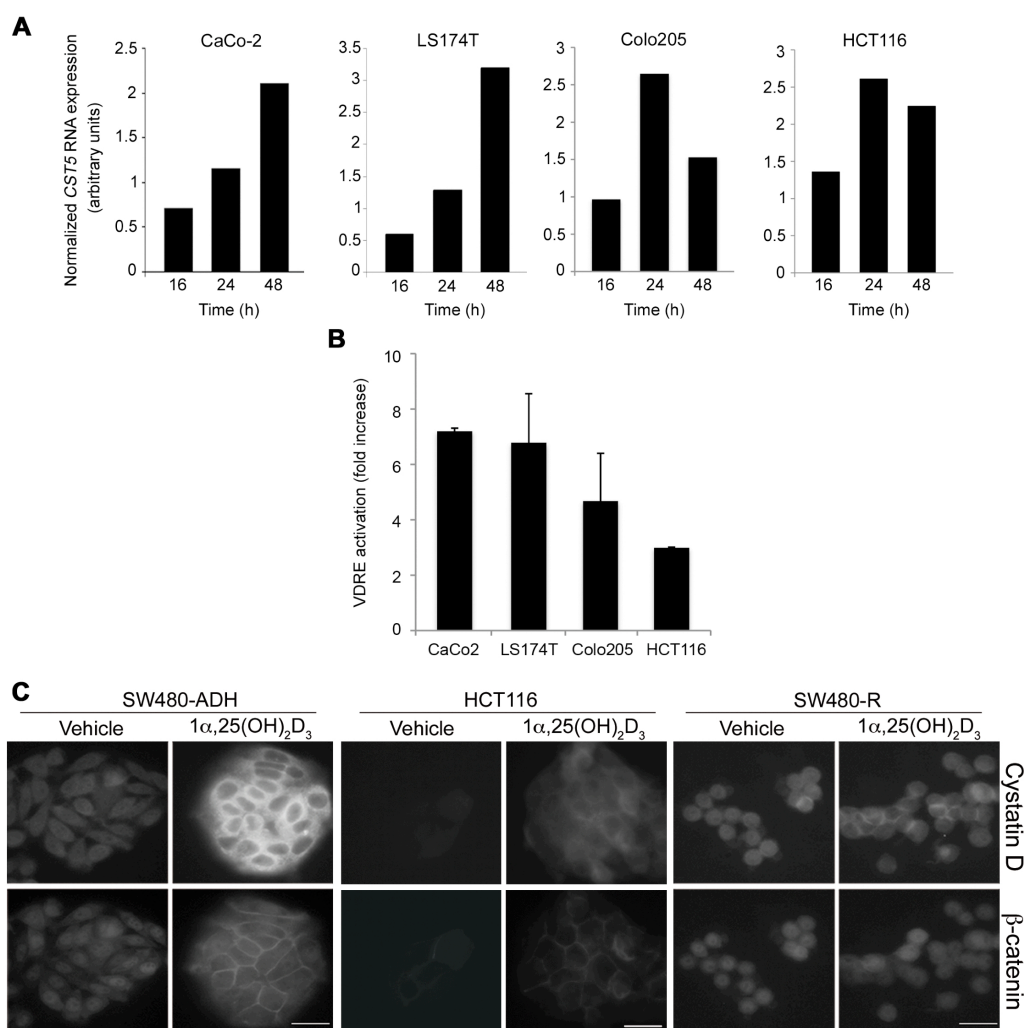 A
CaCo-2
LS174T
Colo205
HCT116
Normalized CST5 RNA expression
(arbitrary units)
2.5
2
1.5
1
0.5
0
16 24 48
Time (h)
3.5
3
2.5
2
1.5
1
0.5
0
16 24 48
Time (h)
3
2.5
2
1.5
1
0.5
0
16 24 48
Time (h)
3
2.5
2
1.5
1
0.5
0
16 24 48
Time (h)
B
VDRE activation (fold increase)
10
8
6
4
2
0
CaCo2 LS174T Colo205 HCT116
C
SW480-ADH HCT116 SW480-R
Vehicle 1α,25(OH)₂D₃ Vehicle 1α,25(OH)₂D₃ Vehicle 1α,25(OH)₂D₃
Cystatin D
β-catenin